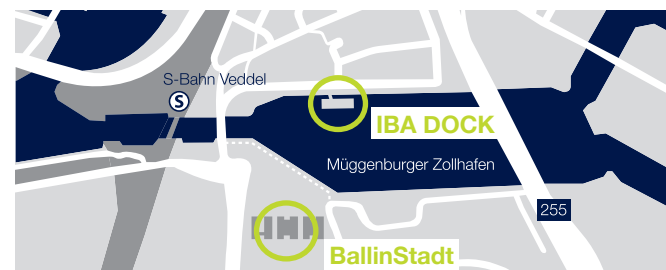 S-Bahn Veddel
S
IBA DOCK
Müggenburger Zollhafen
255
BallinStadt